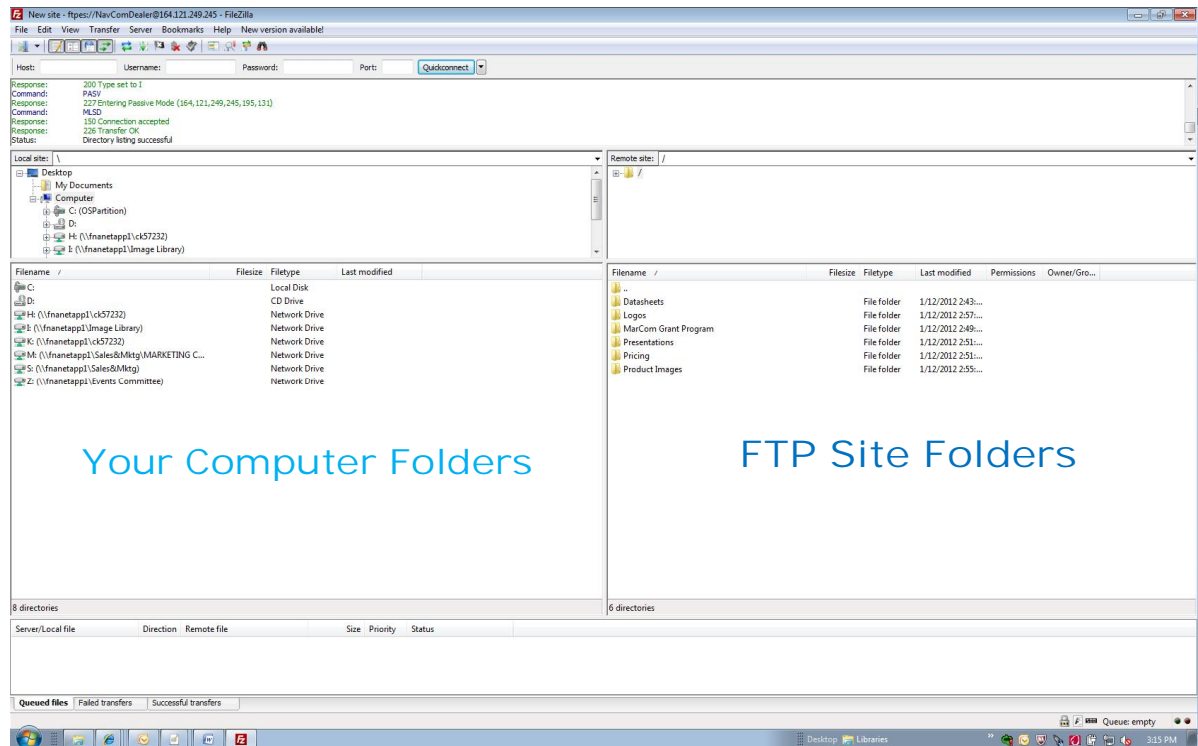 New site - ftpes://NavComDealer@164.121.249.245 - FileZilla
File Edit View Transfer Server Bookmarks Help New version available!
Host: Username: Password: Port: Quickconnect
Response: 200 Type set to I
Command: PASV
Response: 227 Entering Passive Mode (164,121,249,245,195,131)
Command: MLSD
Response: 150 Connection accepted
Response: 226 Transfer OK
Status: Directory listing successful
Local site: \
Desktop
My Documents
Computer
C: (OSPartition)
D:
H: (\\fnanetapp1\ck57232)
I: (\\fnanetapp1\Image Library)
Remote site: /
/
Filename / Filesize Filetype Last modified
C: Local Disk
D: CD Drive
H: (\\fnanetapp1\ck57232) Network Drive
I: (\\fnanetapp1\Image Library) Network Drive
K: (\\fnanetapp1\ck57232) Network Drive
M: (\\fnanetapp1\Sales&Mktg\MARKETING C... Network Drive
S: (\\fnanetapp1\Sales&Mktg) Network Drive
Z: (\\fnanetapp1\Events Committee) Network Drive
Your Computer Folders
8 directories
Filename / Filesize Filetype Last modified Permissions Owner/Gro...
..
Datasheets File folder 1/12/2012 2:43:...
Logos File folder 1/12/2012 2:57:...
MarCom Grant Program File folder 1/12/2012 2:49:...
Presentations File folder 1/12/2012 2:51:...
Pricing File folder 1/12/2012 2:51:...
Product Images File folder 1/12/2012 2:55:...
FTP Site Folders
6 directories
Server/Local file Direction Remote file Size Priority Status
Queued files Failed transfers Successful transfers
Queue: empty
Desktop Libraries 3:15 PM